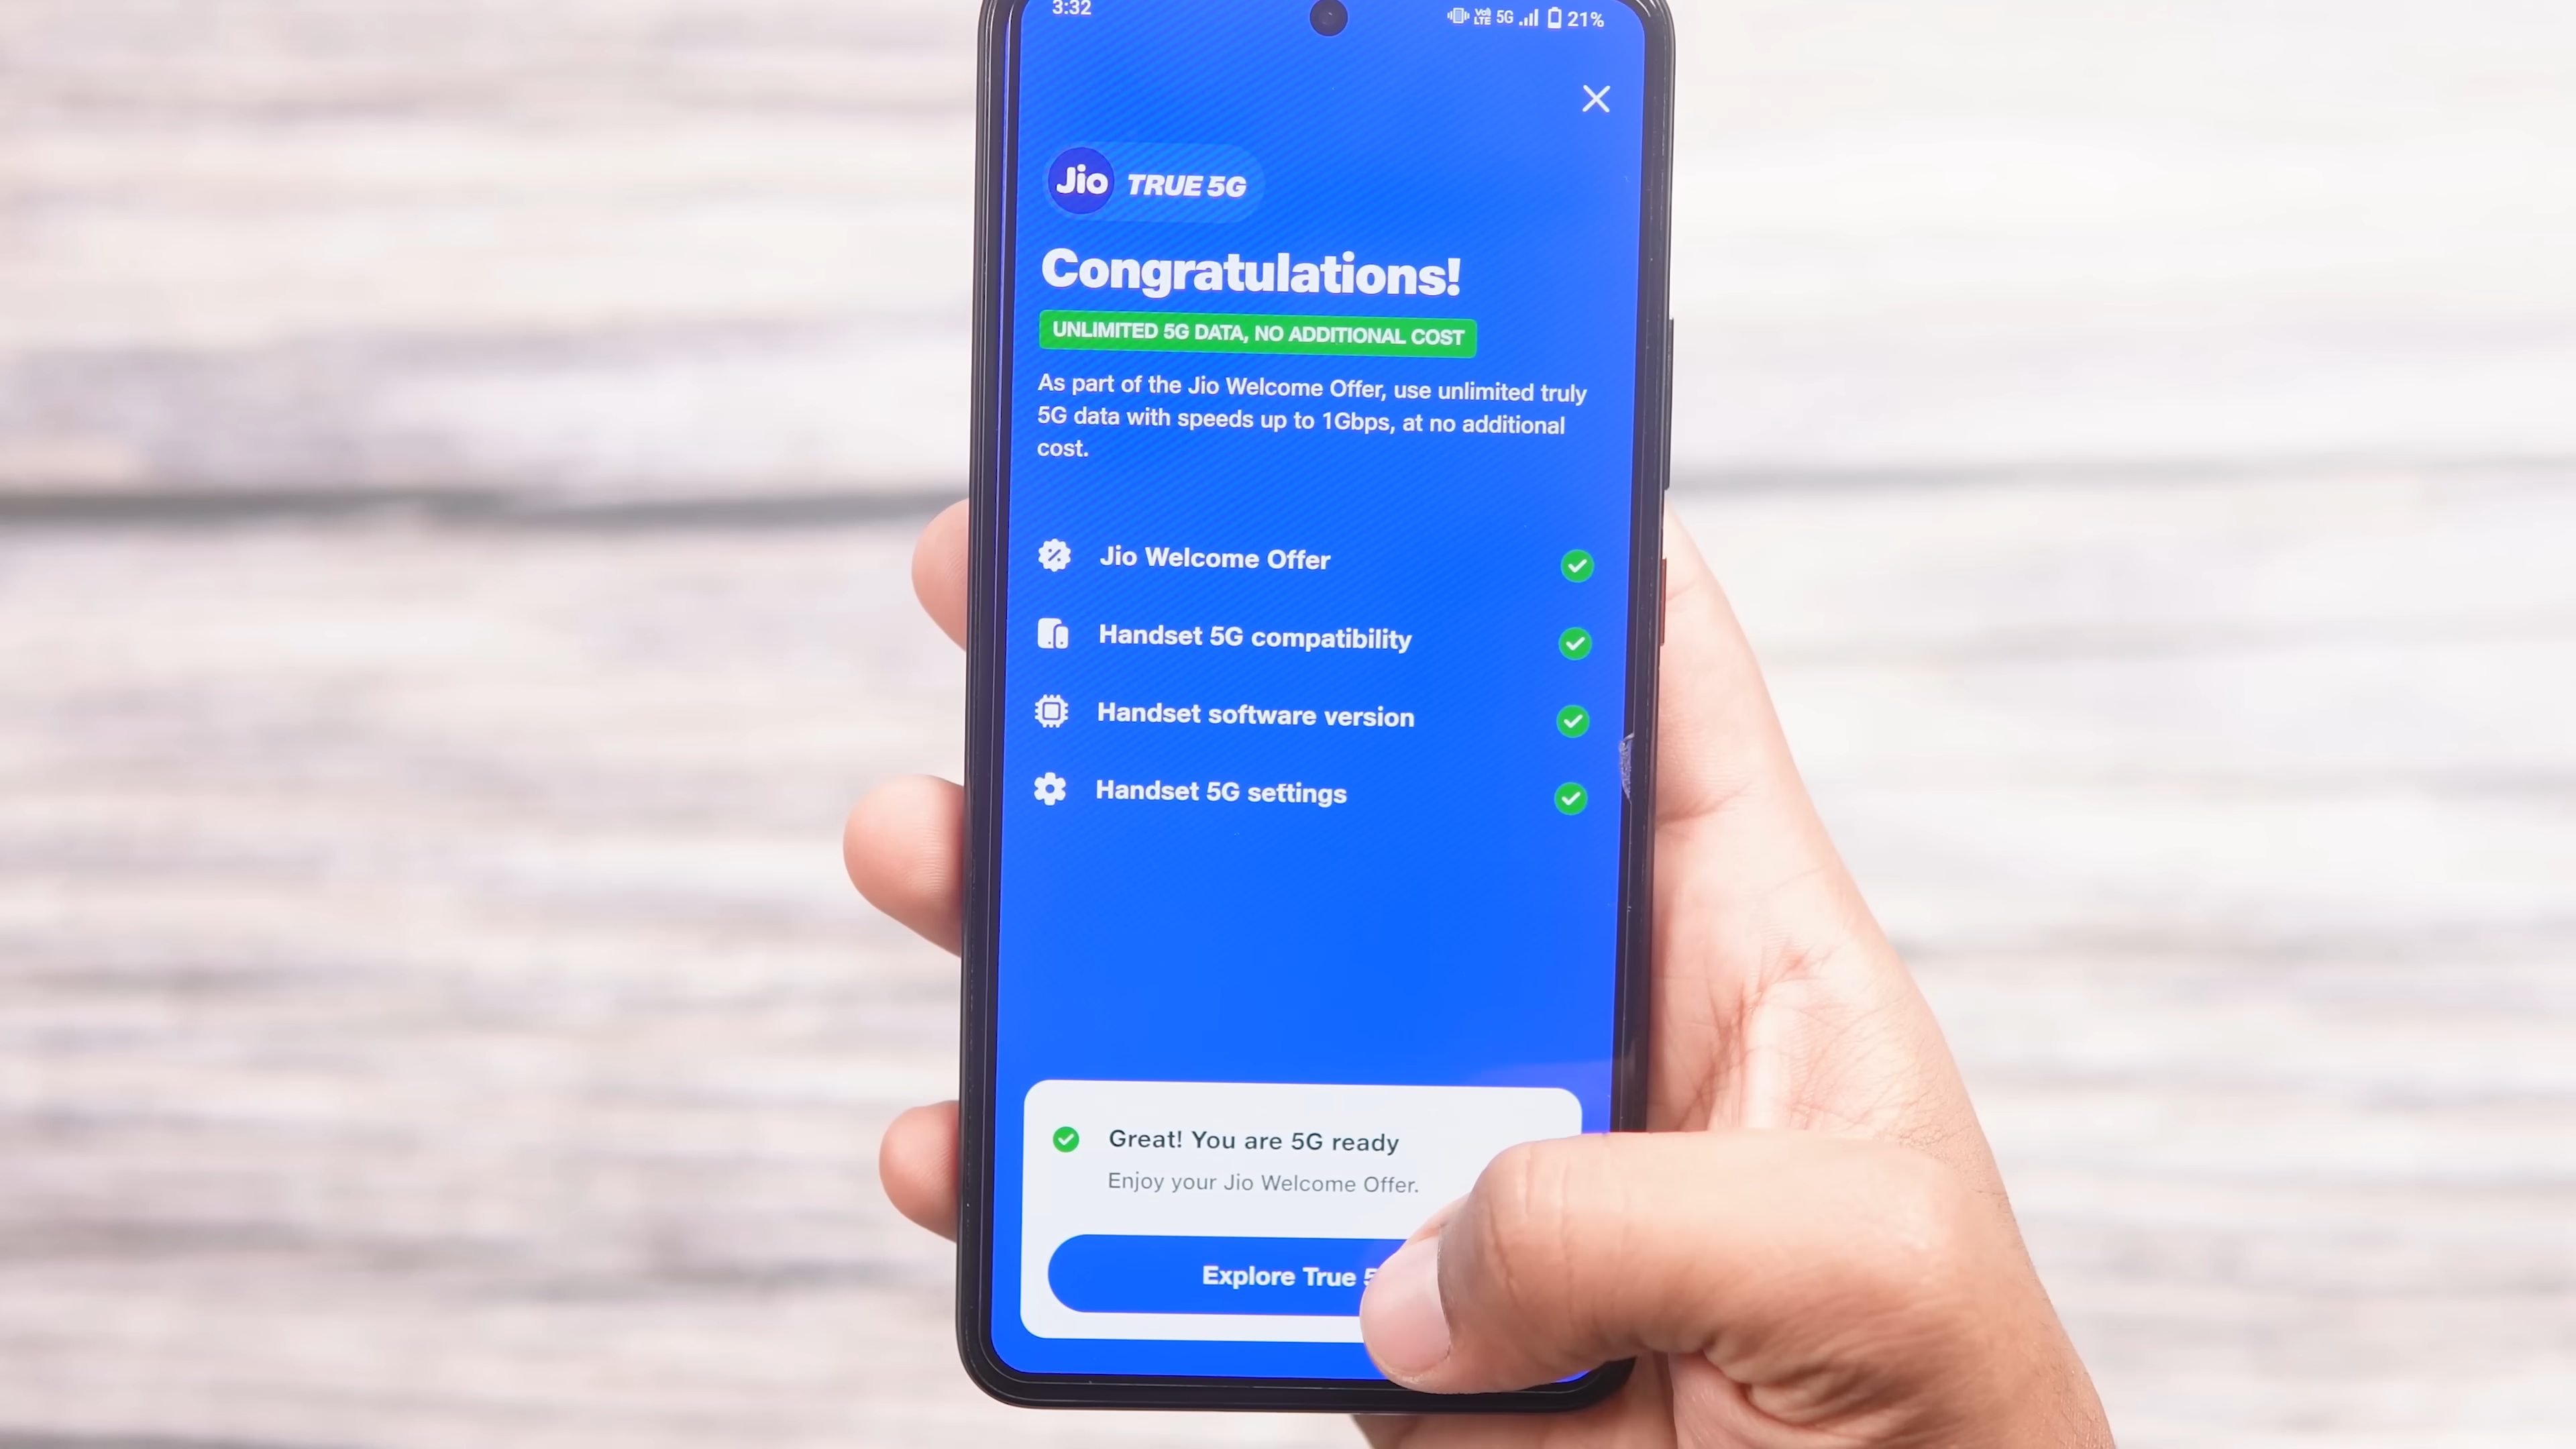 3:32
VoLTE 5G 21%
Jio TRUE 5G
Congratulations!
UNLIMITED 5G DATA, NO ADDITIONAL COST
As part of the Jio Welcome Offer, use unlimited truly
5G data with speeds up to 1Gbps, at no additional
cost.
Jio Welcome Offer
Handset 5G compatibility
Handset software version
Handset 5G settings
Great! You are 5G ready
Enjoy your Jio Welcome Offer.
Explore True